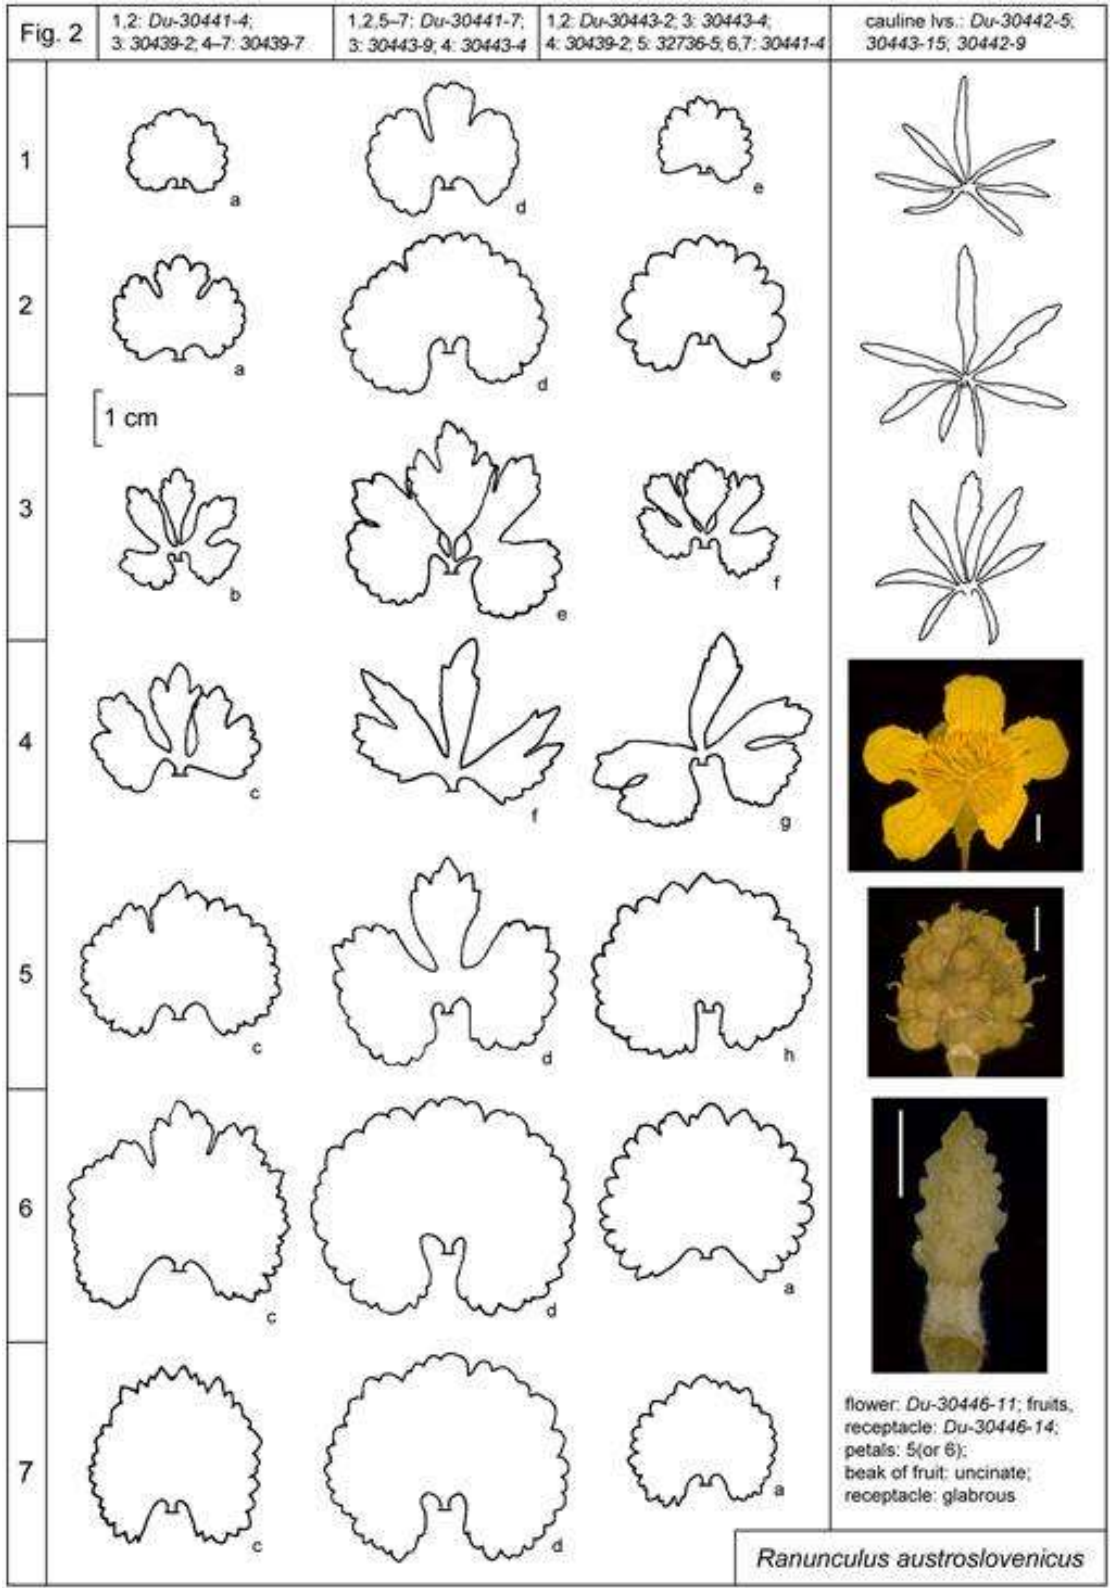 Fig. 2
1,2: Du-30441-4;
3: 30439-2; 4–7: 30439-7
1,2,5–7: Du-30441-7;
3: 30443-9; 4: 30443-4
1,2: Du-30443-2; 3: 30443-4;
4: 30439-2; 5: 32736-5; 6,7: 30441-4
cauline lvs.: Du-30442-5;
30443-15; 30442-9
1
a
d
e
2
a
d
e
1 cm
3
b
e
f
4
c
f
g
5
c
d
h
6
c
d
a
7
c
d
a
flower: Du-30446-11; fruits,
receptacle: Du-30446-14;
petals: 5(or 6);
beak of fruit: uncinate;
receptacle: glabrous
Ranunculus austroslovenicus